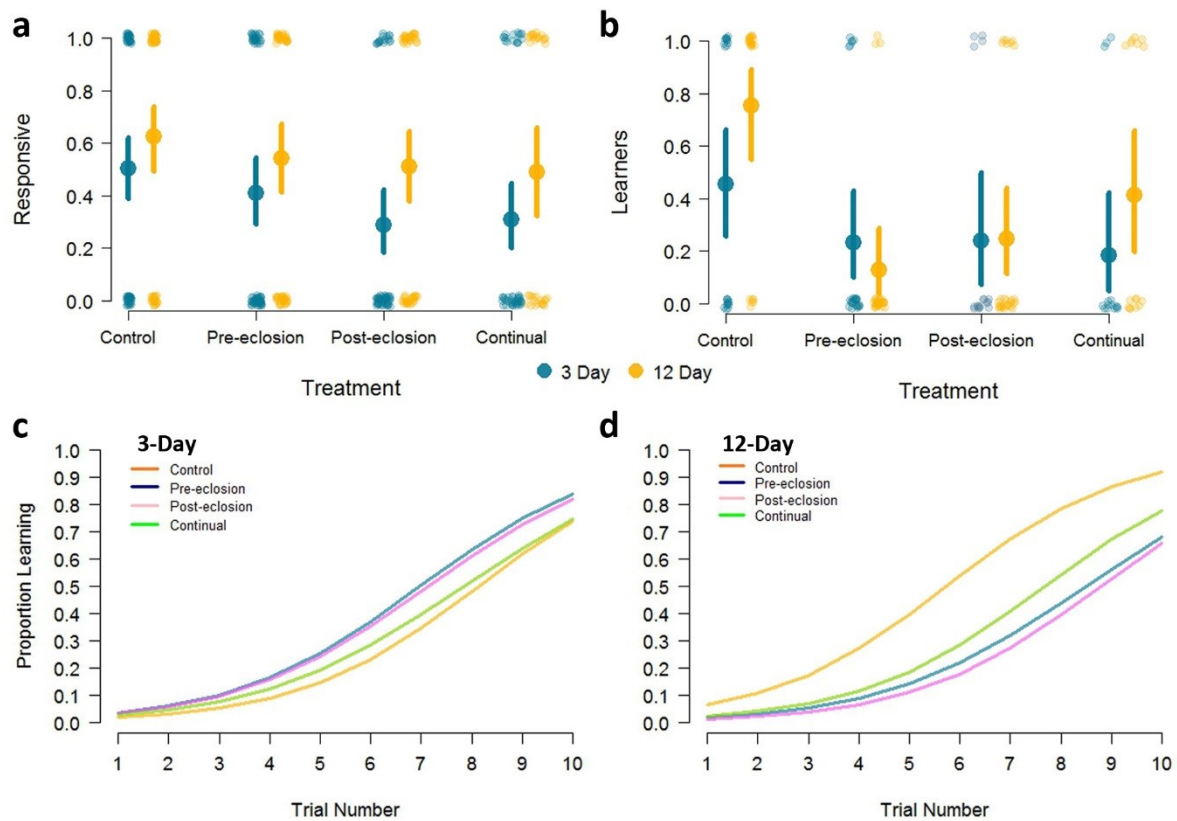 a
1.0
0.8
0.6
0.4
0.2
0.0
Responsive
Control
Pre-eclosion
Post-eclosion
Continual
Treatment
b
1.0
0.8
0.6
0.4
0.2
0.0
Learners
Control
Pre-eclosion
Post-eclosion
Continual
Treatment
3 Day
12 Day
c
3-Day
Control
Pre-eclosion
Post-eclosion
Continual
1.0
0.9
0.8
0.7
0.6
0.5
0.4
0.3
0.2
0.1
0.0
Proportion Learning
1 2 3 4 5 6 7 8 9 10
Trial Number
d
12-Day
Control
Pre-eclosion
Post-eclosion
Continual
1.0
0.9
0.8
0.7
0.6
0.5
0.4
0.3
0.2
0.1
0.0
1 2 3 4 5 6 7 8 9 10
Trial Number